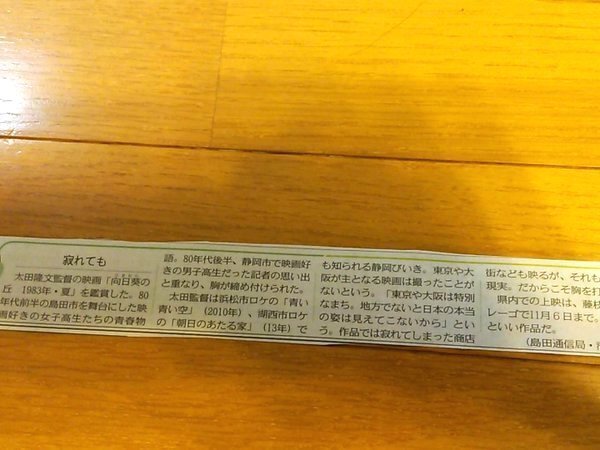 寂れても
太田隆文監督の映画「向日葵の
丘 1983年・夏」を鑑賞した。80
年代前半の島田市を舞台にした映
画好きの女子高生たちの青春物
語。80年代後半、静岡市で映画好
きの男子高生だった記者の思い出
と重なり、胸が締め付けられた。
太田監督は浜松市ロケの「青い
青い空」（2010年）、湖西市ロケ
の「朝日のあたる家」（13年）で
も知られる静岡びいき。東京や大
阪が主となる映画は撮ったことが
ないという。「東京や大阪は特別
なまち。地方でないと日本の本当
の姿は見えてこないから」とい
う。作品では寂れてしまった商店
街なども映るが、それも
現実。だからこそ胸を打
県内での上映は、藤枝
レーゴで11月6日まで。
といい作品だ。
（島田通信局・